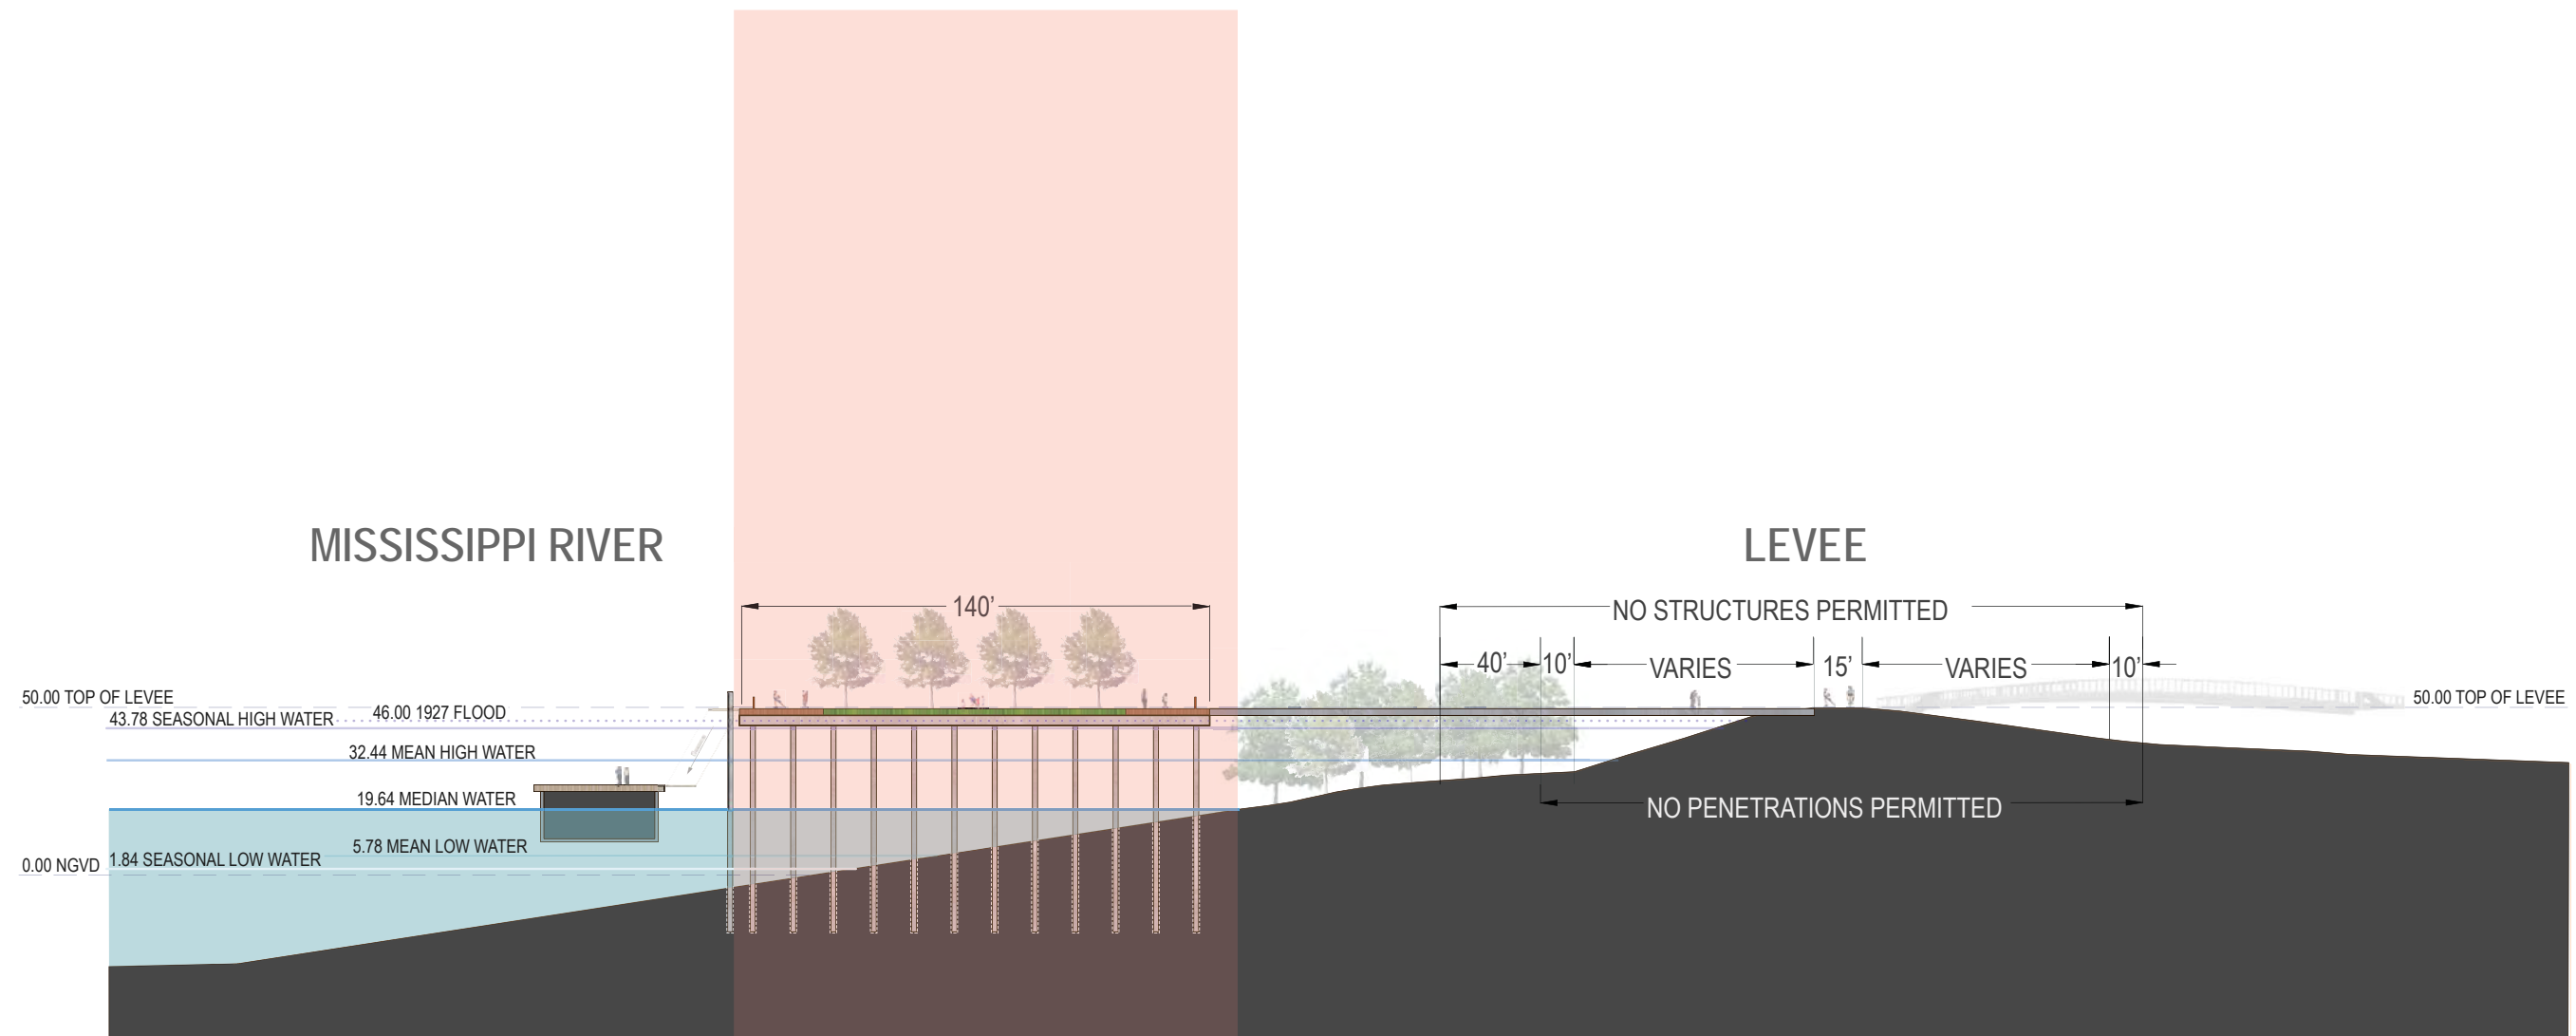 MISSISSIPPI RIVER
LEVEE
140’
NO STRUCTURES PERMITTED
40’
10’
VARIES
15’
VARIES
10’
50.00 TOP OF LEVEE
50.00 TOP OF LEVEE
46.00 1927 FLOOD
43.78 SEASONAL HIGH WATER
32.44 MEAN HIGH WATER
19.64 MEDIAN WATER
NO PENETRATIONS PERMITTED
5.78 MEAN LOW WATER
1.84 SEASONAL LOW WATER
0.00 NGVD